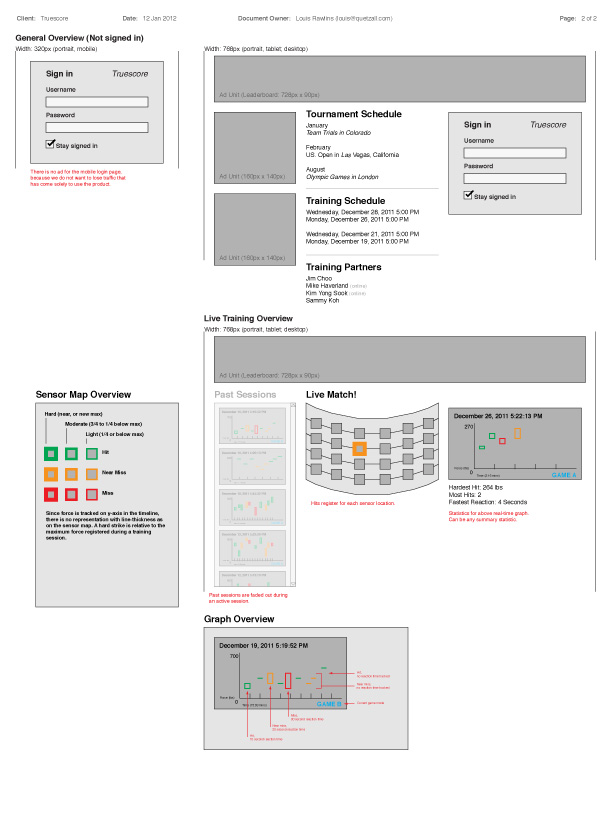 Client: Truescore
Date: 12 Jan 2012
Document Owner: Louis Rawlins (louis@quetzall.com)
Page: 2 of 2
General Overview (Not signed in)
Width: 320px (portrait, mobile)
Sign in
Truescore
Username
Password
Stay signed in
There is no ad for the mobile login page,
because we do not want to lose traffic that
has come solely to use the product.
Width: 768px (portrait, tablet; desktop)
Ad Unit (Leaderboard: 728px x 90px)
Ad Unit (160px x 140px)
Ad Unit (160px x 140px)
Tournament Schedule
January
Team Trials in Colorado
February
US. Open in Las Vegas, California
August
Olympic Games in London
Training Schedule
Wednesday, December 28, 2011 5:00 PM
Monday, December 26, 2011 5:00 PM
Wednesday, December 21, 2011 5:00 PM
Monday, December 19, 2011 5:00 PM
Training Partners
Jim Choo
Mike Haverland
Kim Yong Sook
Sammy Koh
Sign in
Truescore
Username
Password
Stay signed in
Live Training Overview
Width: 768px (portrait, tablet; desktop)
Ad Unit (Leaderboard: 728px x 90px)
Sensor Map Overview
Hard (near, or new max)
Moderate (3/4 to 1/4 below max)
Light (1/4 or below max)
Hit
Near Miss
Miss
Since force is tracked on y-axis in the timeline,
there is no representation with line thickness as
on the sensor map. A hard strike is relative to the
maximum force registered during a training
session.
Past Sessions
Past sessions are faded out during
an active session.
Live Match!
Hits register for each sensor location.
December 26, 2011 5:22:13 PM
270
0
GAME A
Hardest Hit: 264 lbs
Most Hits: 2
Fastest Reaction: 4 Seconds
Statistics for above real-time graph.
Can be any summary statistic.
Graph Overview
December 19, 2011 5:19:52 PM
700
0
GAME B